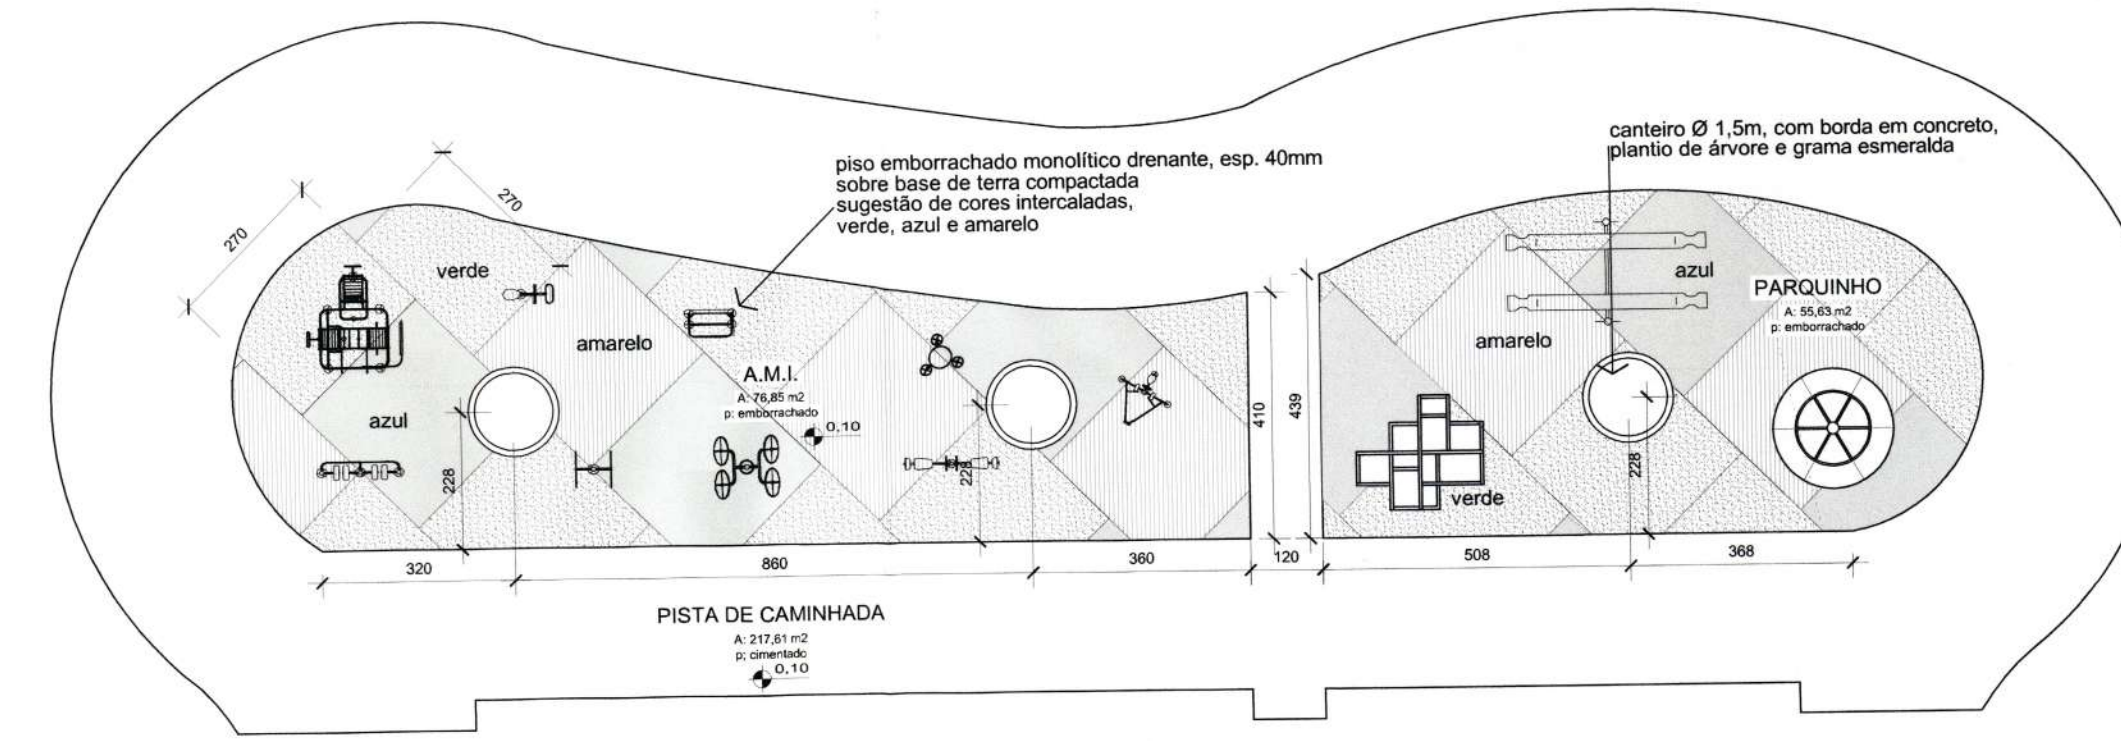 canteiro Ø 1,5m, com borda em concreto,
plantio de árvore e grama esmeralda
piso emborrachado monolítico drenante, esp. 40mm
sobre base de terra compactada
sugestão de cores intercaladas,
verde, azul e amarelo
270
270
verde
azul
PARQUINHO
A: 55,63 m2
p: emborrachado
amarelo
amarelo
A.M.I.
A: 76,85 m2
p: emborrachado
0,10
azul
410
439
228
228
228
verde
320
860
360
120
508
368
PISTA DE CAMINHADA
A: 217,61 m2
p; cimentado
0,10